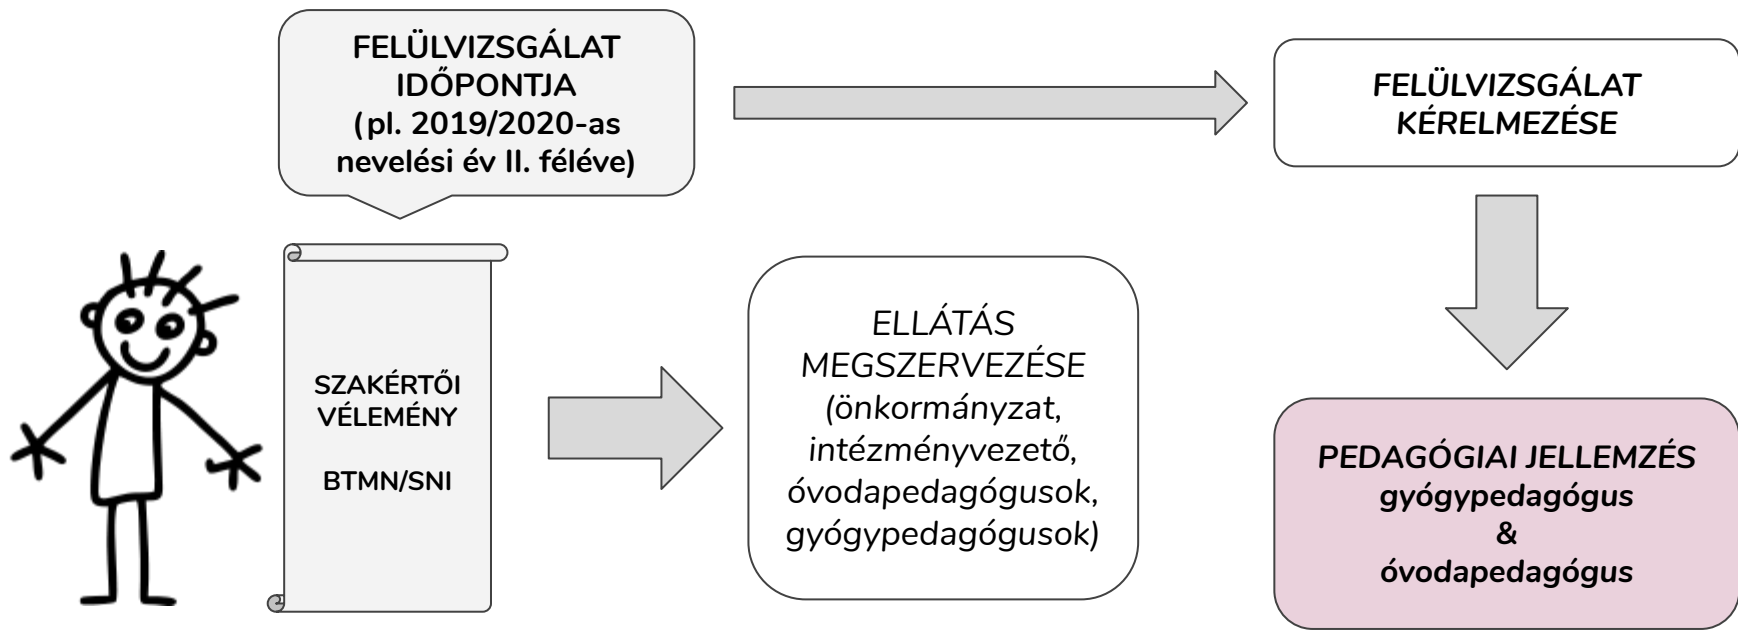 FELÜLVIZSGÁLAT
IDŐPONTJA
(pl. 2019/2020-as
nevelési év II. féléve)
FELÜLVIZSGÁLAT
KÉRELMEZÉSE
SZAKÉRTŐI
VÉLEMÉNY
BTMN/SNI
ELLÁTÁS
MEGSZERVEZÉSE
(önkormányzat,
intézményvezető,
óvodapedagógusok,
gyógypedagógusok)
PEDAGÓGIAI JELLEMZÉS
gyógypedagógus
&
óvodapedagógus